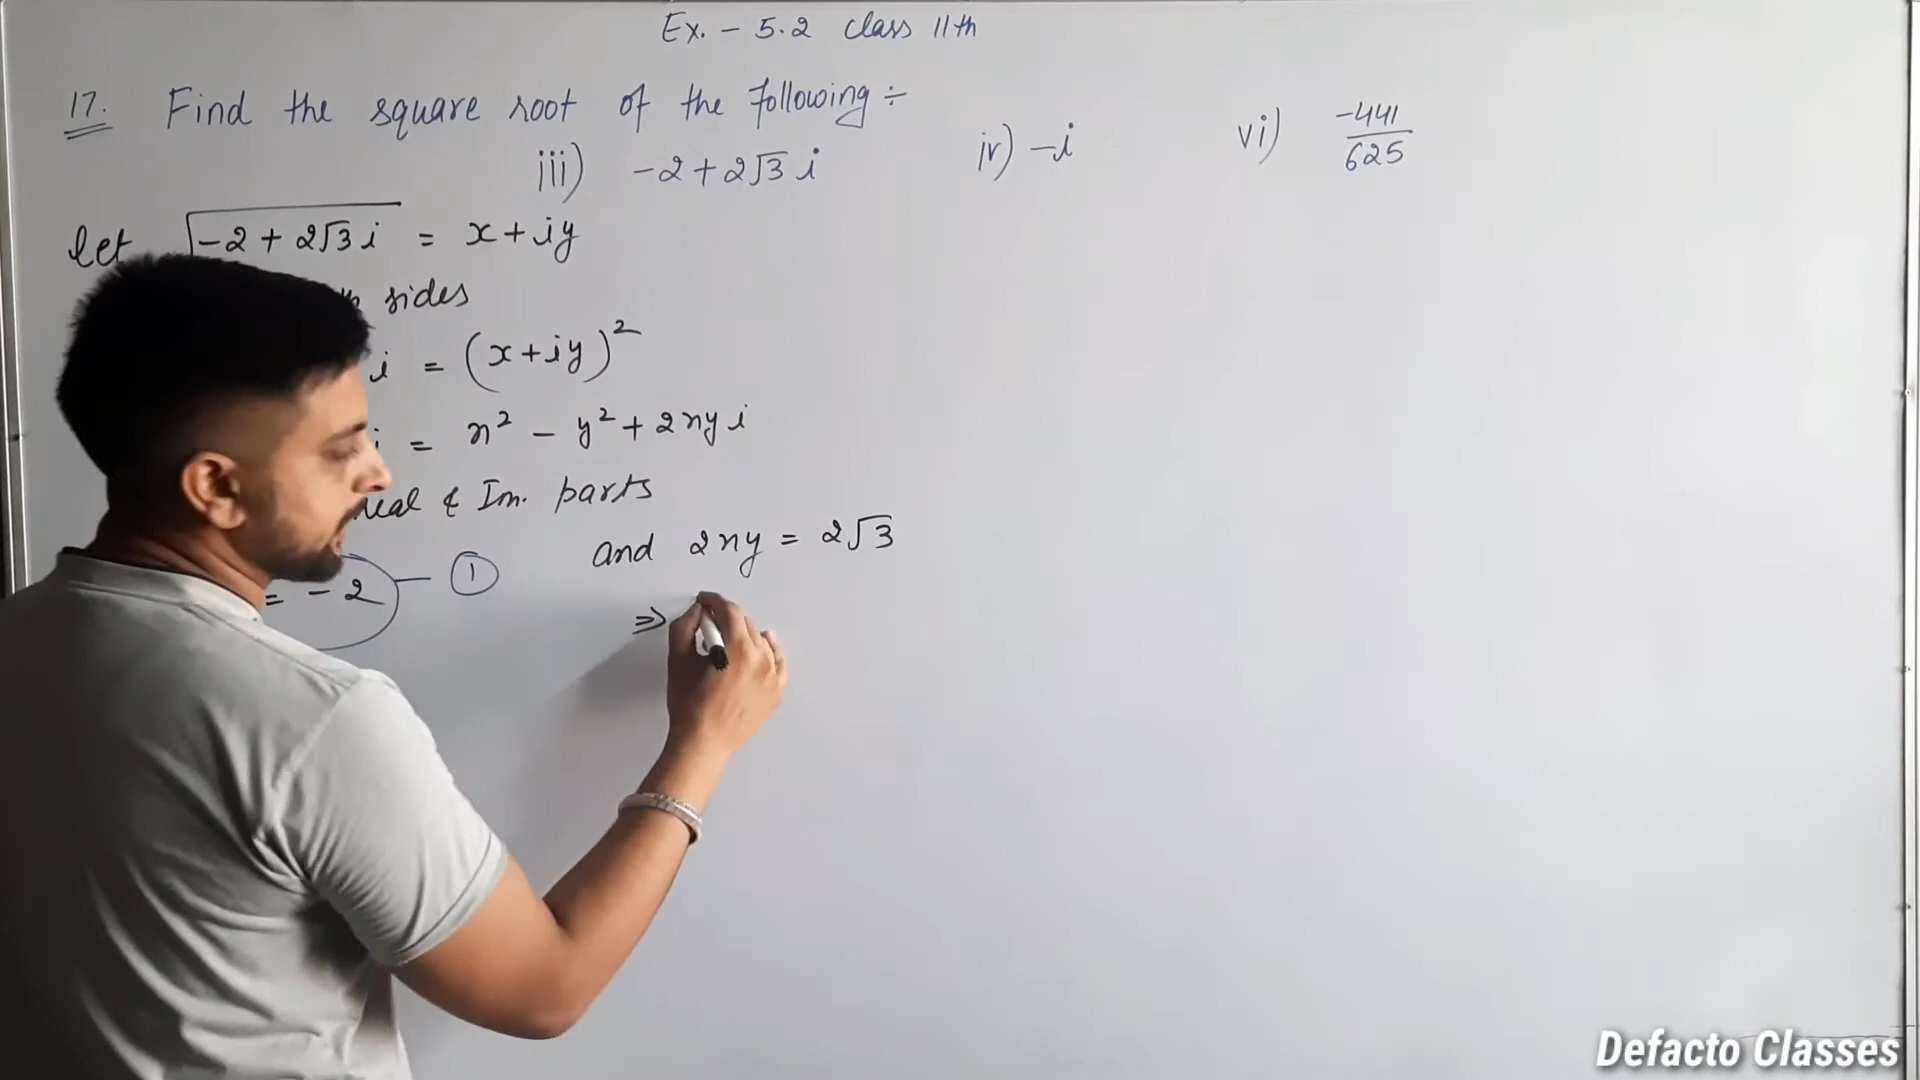 Ex. - 5.2 class 11th
17. Find the square root of the following ÷
iii) -2 + 2√3 i iv) -i vi) -441/625
let √-2 + 2√3 i = x + iy
sides
i = (x + iy)²
i = x² - y² + 2xy i
real & Im. parts
= -2 — ① and 2xy = 2√3
⇒
Defacto Classes